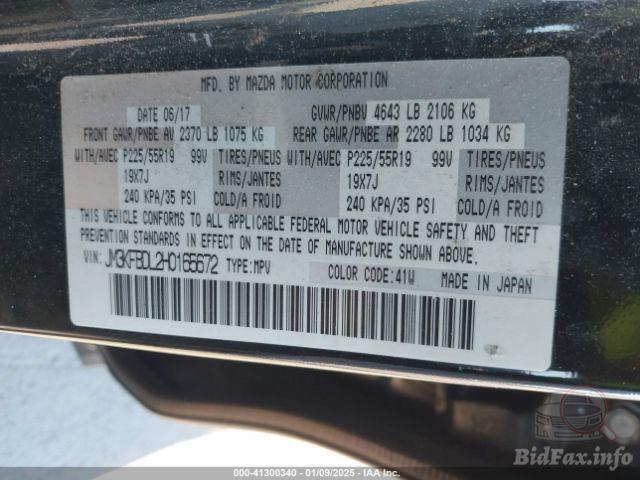 MFD. BY MAZDA MOTOR CORPORATION
DATE 06/17 GVWR/PNBV 4643 LB 2106 KG
FRONT GAWR/PNBE AV 2370 LB 1075 KG REAR GAWR/PNBE AR 2280 LB 1034 KG
WITH/AVEC P225/55R19 99V TIRES/PNEUS WITH/AVEC P225/55R19 99V TIRES/PNEUS
19X7J RIMS/JANTES 19X7J RIMS/JANTES
240 KPA/35 PSI COLD/A FROID 240 KPA/35 PSI COLD/A FROID
THIS VEHICLE CONFORMS TO ALL APPLICABLE FEDERAL MOTOR VEHICLE SAFETY AND THEFT
PREVENTION STANDARDS IN EFFECT ON THE DATE OF MANUFACTURE SHOWN ABOVE.
VIN: JM3KFBDL2H0165672 TYPE:MPV COLOR CODE:41W MADE IN JAPAN
000-41300340 - 01/09/2025 - IAA Inc.
BidFax.info